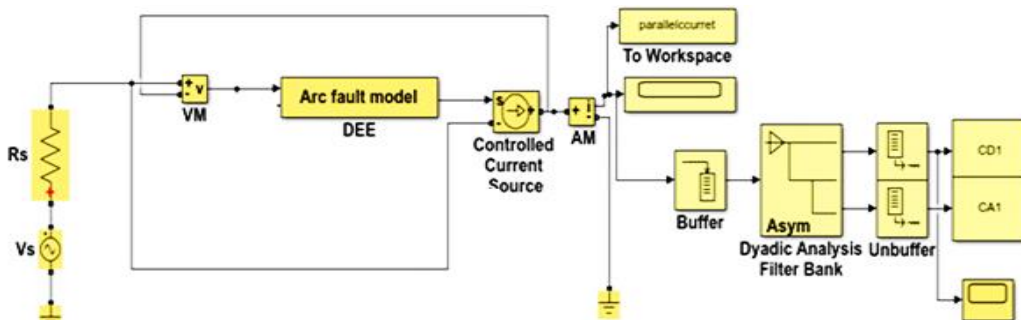 parallelccurret
To Workspace
+
-
v
VM
Arc fault model
DEE
s
+
-
Controlled
Current
Source
+
i
-
AM
Rs
+
Vs
Buffer
Asym
Dyadic Analysis
Filter Bank
Unbuffer
CD1
CA1